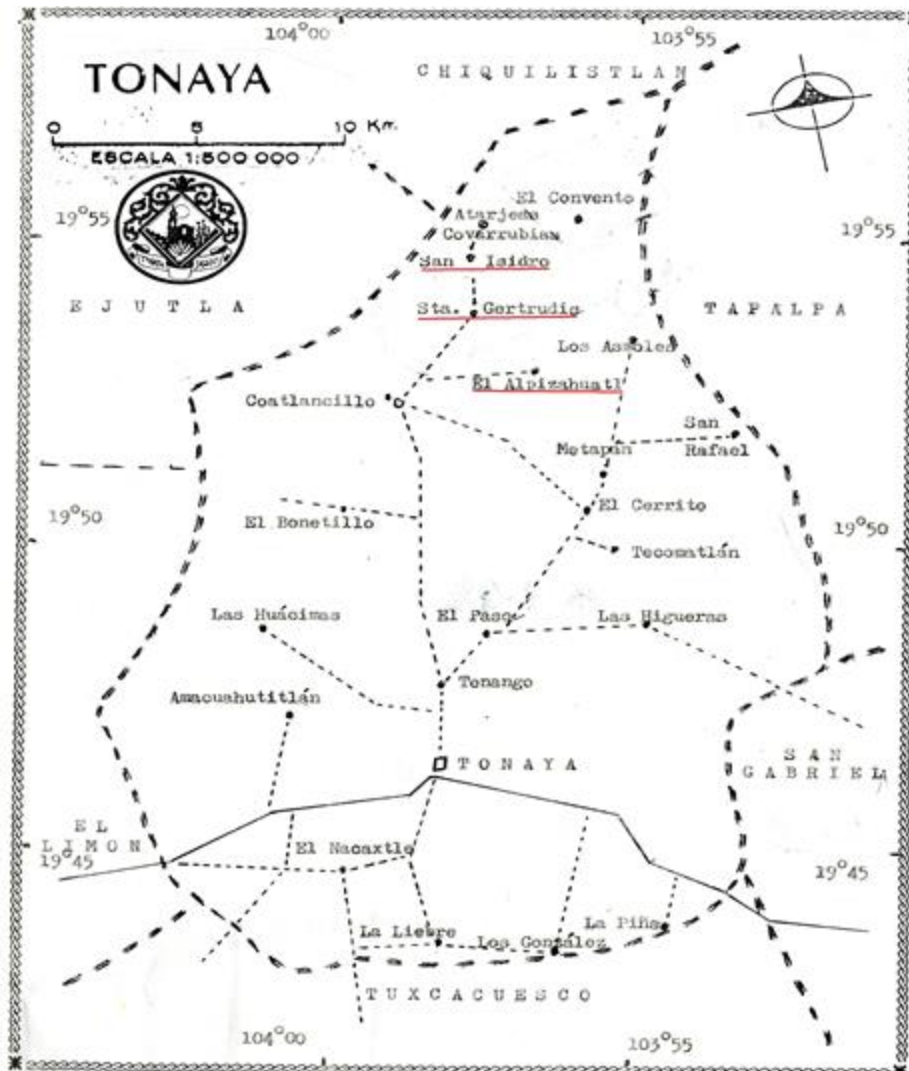 104°00
103°55
CHIQUILISTLAN
TONAYA
0 5 10 Km.
ESCALA 1:500 000
El Convento
19°55
Atarjeas
Covarrubias
19°55
San Isidro
EJUTLA
Sta. Gertrudis
TAPALPA
Los Asoles
El Alpizahuatl
Coatlancillo
San
Rafael
Metapán
El Cerrito
19°50
El Bonetillo
19°50
Tecomatlán
Las Huácimas
El Paso
Las Higueras
Tenango
Amacuahutitlán
TONAYA
SAN
GABRIEL
EL
LIMON
El Nacaxtle
19°45
19°45
La Piña
La Liebre
Los González
TUXCACUESCO
104°00
103°55